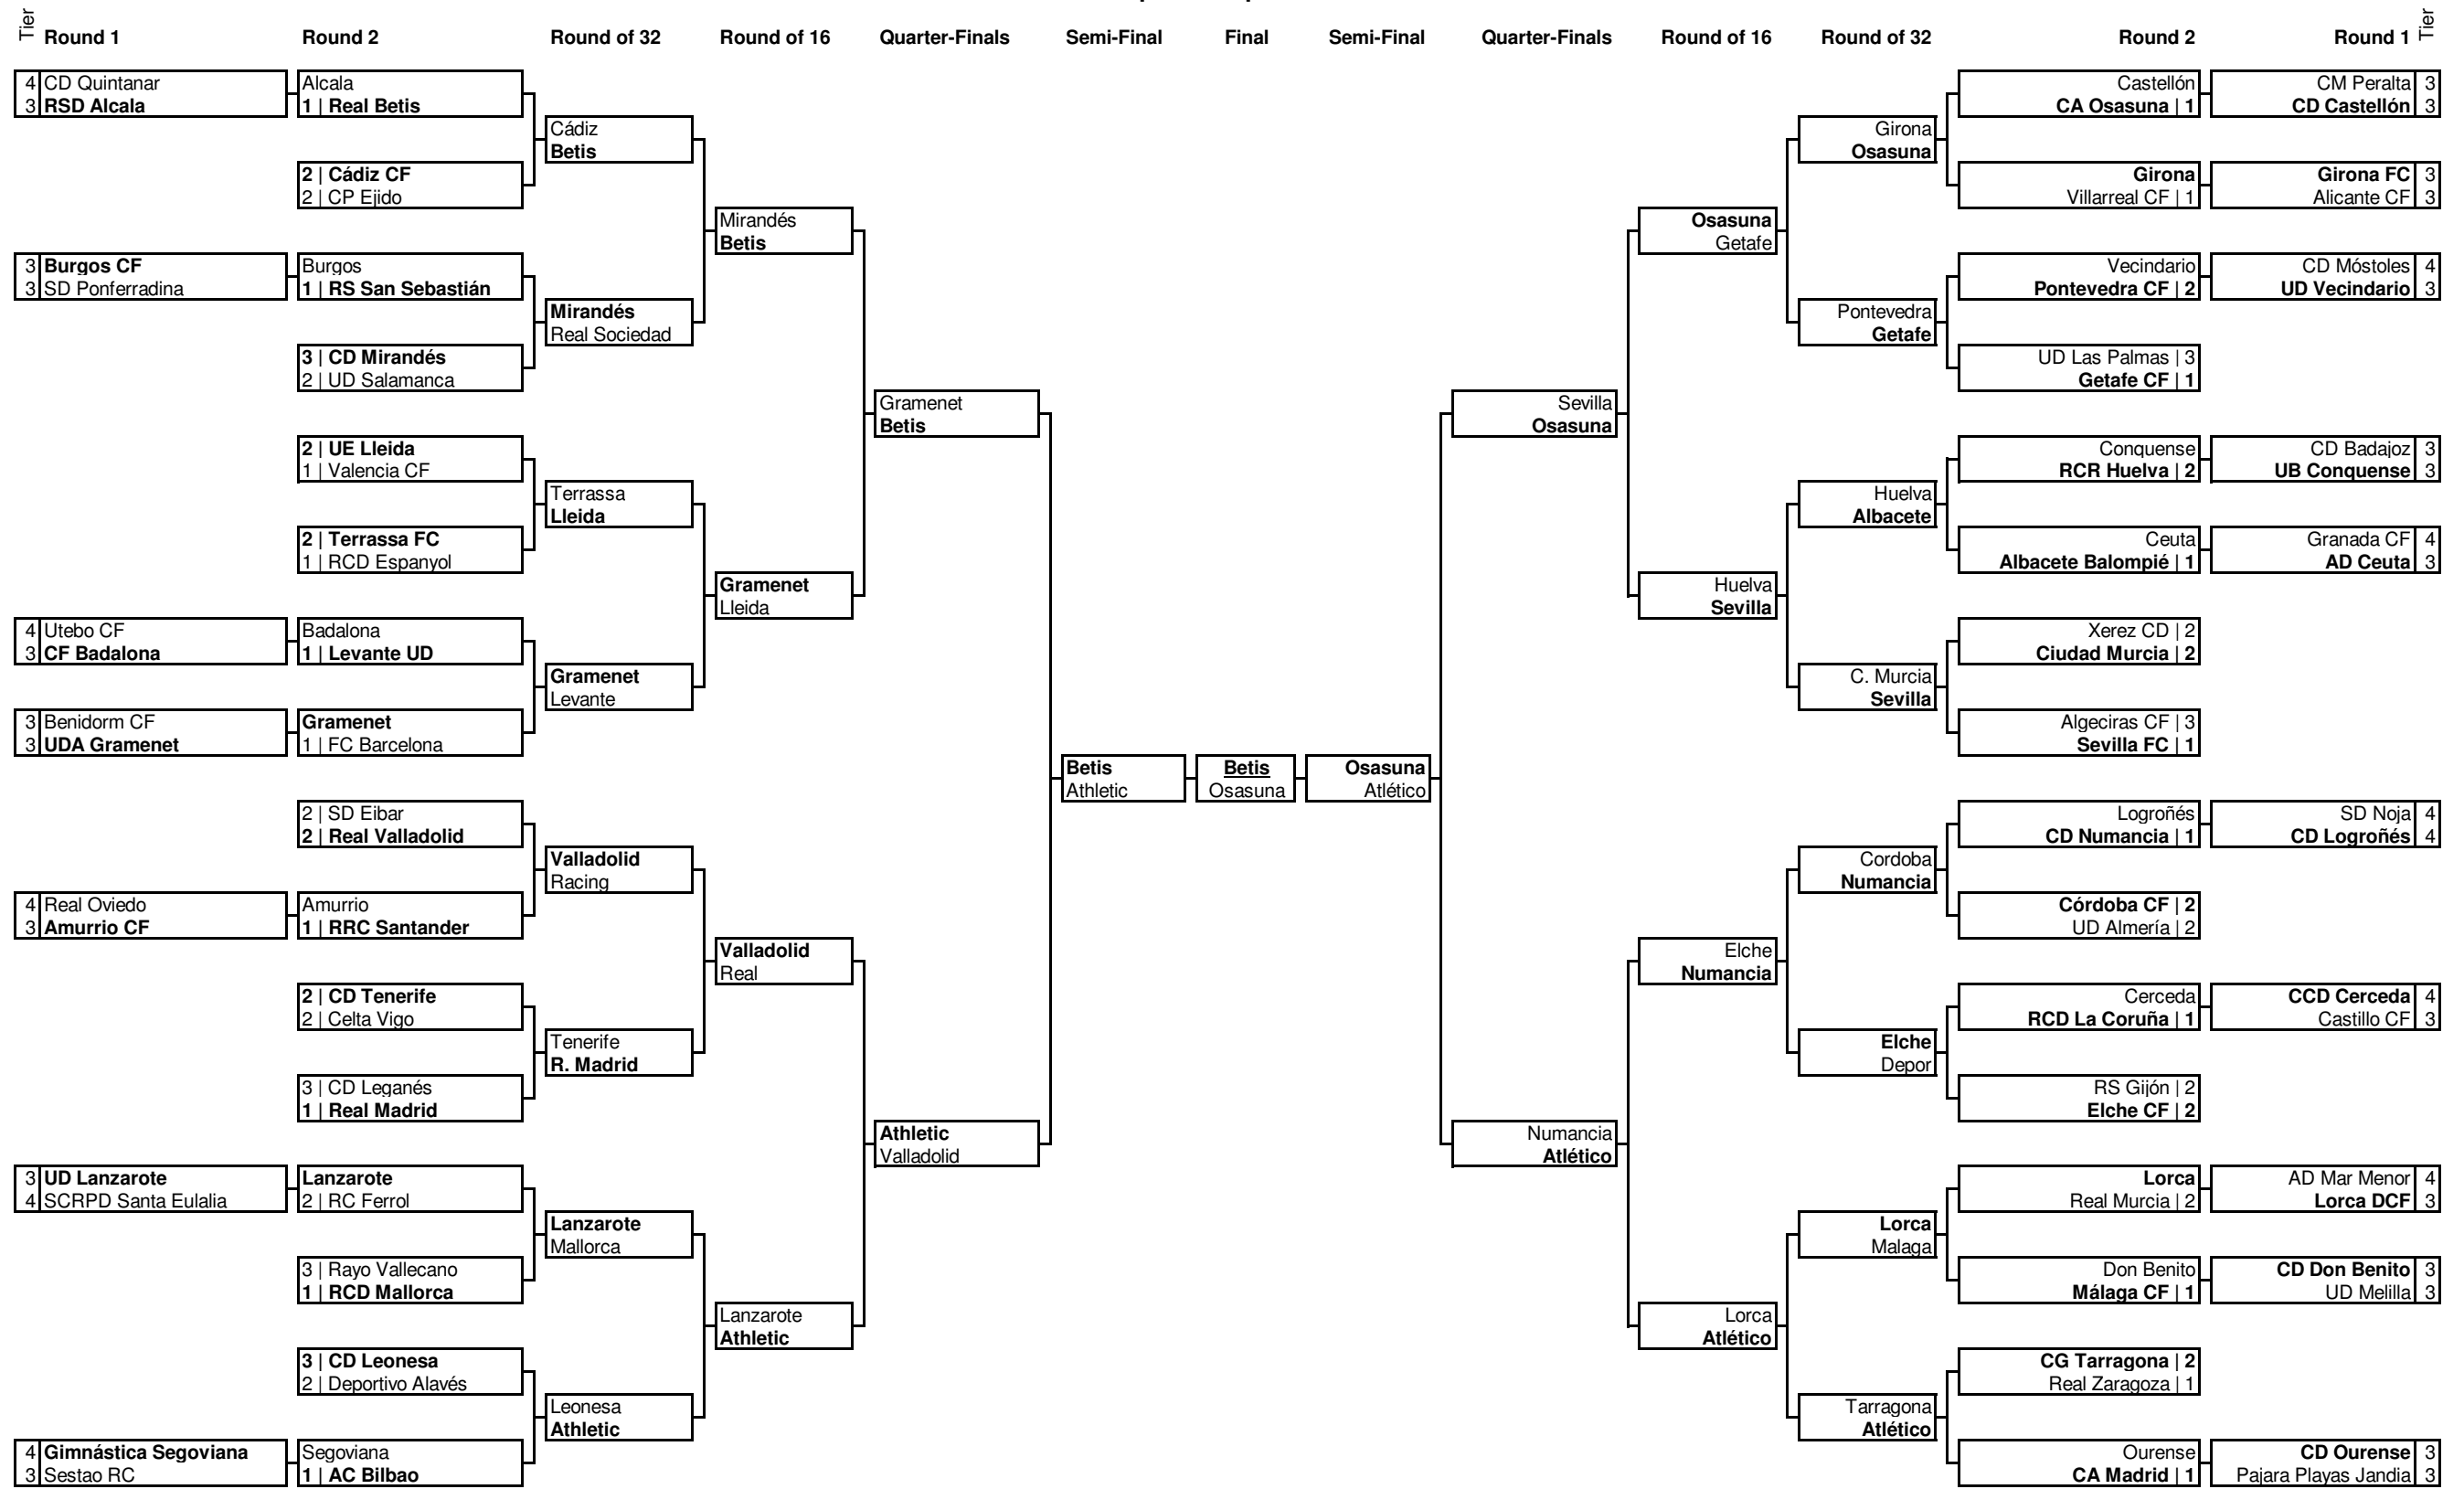 Tier Round 1 Round 2 Round of 32 Round of 16 Quarter-Finals Semi-Final Final Semi-Final Quarter-Finals Round of 16 Round of 32 Round 2 Round 1 Tier
4 CD Quintanar
3 RSD Alcala
3 Burgos CF
3 SD Ponferradina
4 Utebo CF
3 CF Badalona
3 Benidorm CF
3 UDA Gramenet
4 Real Oviedo
3 Amurrio CF
3 UD Lanzarote
4 SCRPD Santa Eulalia
4 Gimnástica Segoviana
3 Sestao RC
Alcala
1 | Real Betis
2 | Cádiz CF
2 | CP Ejido
Burgos
1 | RS San Sebastián
3 | CD Mirandés
2 | UD Salamanca
2 | UE Lleida
1 | Valencia CF
2 | Terrassa FC
1 | RCD Espanyol
Badalona
1 | Levante UD
Gramenet
1 | FC Barcelona
2 | SD Eibar
2 | Real Valladolid
Amurrio
1 | RRC Santander
2 | CD Tenerife
2 | Celta Vigo
3 | CD Leganés
1 | Real Madrid
Lanzarote
2 | RC Ferrol
3 | Rayo Vallecano
1 | RCD Mallorca
3 | CD Leonesa
2 | Deportivo Alavés
Segoviana
1 | AC Bilbao
Cádiz
Betis
Mirandés
Real Sociedad
Terrassa
Lleida
Gramenet
Levante
Valladolid
Racing
Tenerife
R. Madrid
Lanzarote
Mallorca
Leonesa
Athletic
Mirandés
Betis
Gramenet
Lleida
Valladolid
Real
Lanzarote
Athletic
Gramenet
Betis
Athletic
Valladolid
Betis
Athletic
Betis
Osasuna
Osasuna
Atlético
Sevilla
Osasuna
Numancia
Atlético
Osasuna
Getafe
Huelva
Sevilla
Elche
Numancia
Lorca
Atlético
Girona
Osasuna
Pontevedra
Getafe
Huelva
Albacete
C. Murcia
Sevilla
Cordoba
Numancia
Elche
Depor
Lorca
Malaga
Tarragona
Atlético
Castellón
CA Osasuna | 1
Girona
Villarreal CF | 1
Vecindario
Pontevedra CF | 2
UD Las Palmas | 3
Getafe CF | 1
Conquense
RCR Huelva | 2
Ceuta
Albacete Balompié | 1
Xerez CD | 2
Ciudad Murcia | 2
Algeciras CF | 3
Sevilla FC | 1
Logroñés
CD Numancia | 1
Córdoba CF | 2
UD Almería | 2
Cerceda
RCD La Coruña | 1
RS Gijón | 2
Elche CF | 2
Lorca
Real Murcia | 2
Don Benito
Málaga CF | 1
CG Tarragona | 2
Real Zaragoza | 1
Ourense
CA Madrid | 1
CM Peralta 3
CD Castellón 3
Girona FC 3
Alicante CF 3
CD Móstoles 4
UD Vecindario 3
CD Badajoz 3
UB Conquense 3
Granada CF 4
AD Ceuta 3
SD Noja 4
CD Logroñés 4
CCD Cerceda 4
Castillo CF 3
AD Mar Menor 4
Lorca DCF 3
CD Don Benito 3
UD Melilla 3
CD Ourense 3
Pajara Playas Jandia 3